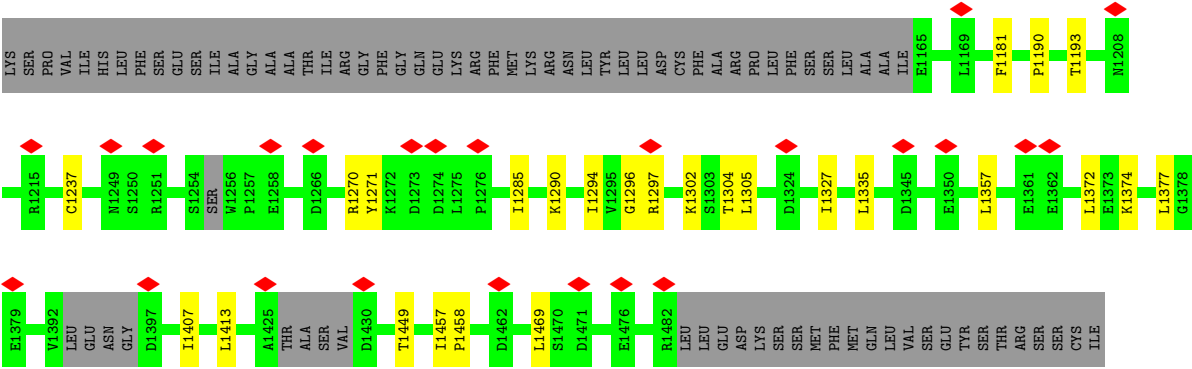 LYS SER PRO VAL ILE HIS LEU PHE SER GLU SER ILE ALA GLY ALA ALA THR ILE ARG GLY PHE GLY GLN GLU LYS ARG PHE MET LYS ARG ASN LEU TYR LEU LEU ASP CYS PHE ALA ARG PRO LEU PHE SER SER LEU ALA ALA ILE E1165 L1169 F1181 P1190 T1193 N1208
R1215 C1237 N1249 S1250 R1251 S1254 SER W1256 P1257 E1258 D1266 R1270 Y1271 K1272 D1273 D1274 L1275 P1276 I1285 K1290 I1294 V1295 G1296 R1297 K1302 S1303 T1304 L1305 D1324 I1327 L1335 D1345 E1350 L1357 E1361 E1362 L1372 E1373 K1374 L1377 G1378
E1379 V1392 LEU GLU ASN GLY D1397 I1407 L1413 A1425 THR ALA SER VAL D1430 T1449 I1457 P1458 D1462 L1469 S1470 D1471 E1476 R1482 LEU LEU GLU ASP LYS SER SER MET PHE MET GLN LEU VAL SER GLU TYR SER THR ARG SER SER CYS ILE